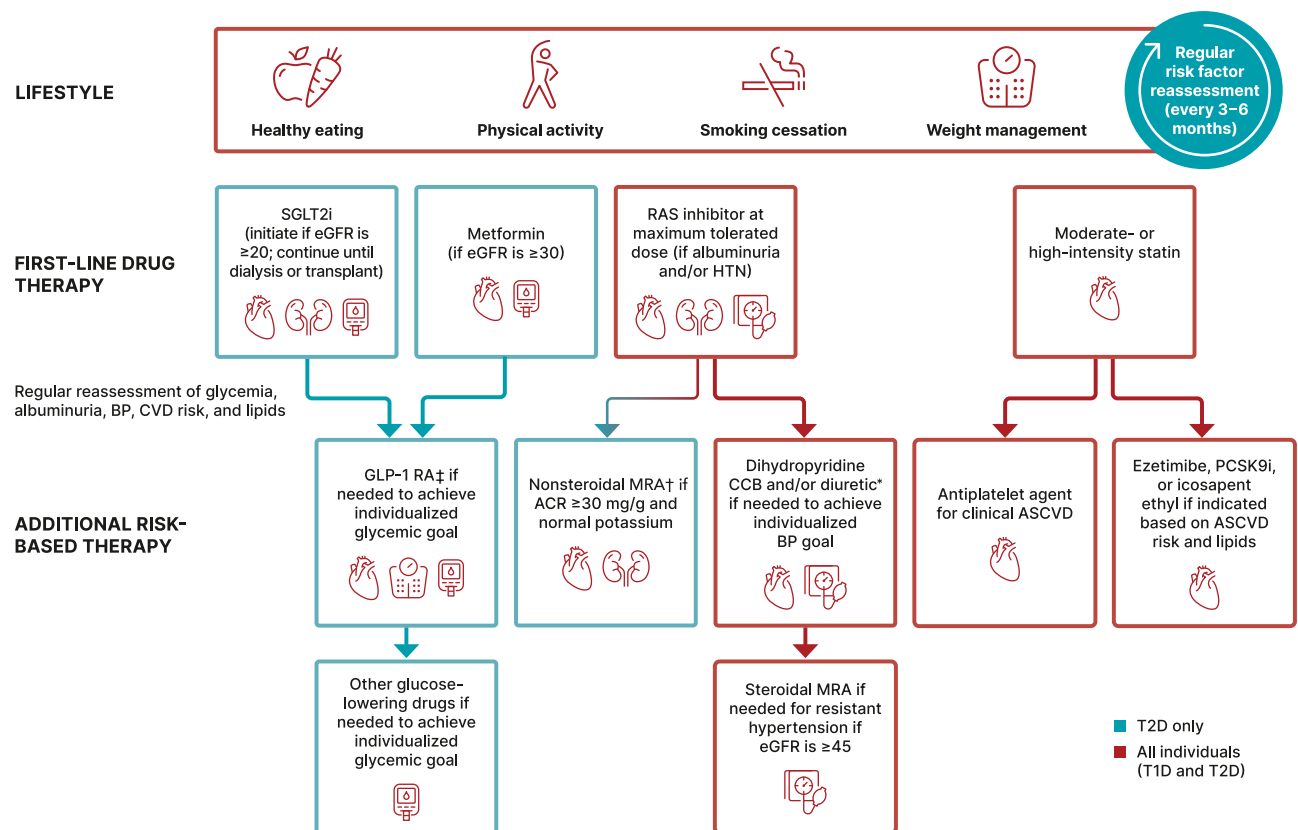 LIFESTYLE
Healthy eating
Physical activity
Smoking cessation
Weight management
Regular
risk factor
reassessment
(every 3–6
months)
FIRST-LINE DRUG
THERAPY
SGLT2i
(initiate if eGFR is
≥20; continue until
dialysis or transplant)
Metformin
(if eGFR is ≥30)
RAS inhibitor at
maximum tolerated
dose (if albuminuria
and/or HTN)
Moderate- or
high-intensity statin
Regular reassessment of glycemia,
albuminuria, BP, CVD risk, and lipids
ADDITIONAL RISK-
BASED THERAPY
GLP-1 RA‡ if
needed to achieve
individualized
glycemic goal
Nonsteroidal MRA† if
ACR ≥30 mg/g and
normal potassium
Dihydropyridine
CCB and/or diuretic*
if needed to achieve
individualized
BP goal
Antiplatelet agent
for clinical ASCVD
Ezetimibe, PCSK9i,
or icosapent
ethyl if indicated
based on ASCVD
risk and lipids
Other glucose-
lowering drugs if
needed to achieve
individualized
glycemic goal
Steroidal MRA if
needed for resistant
hypertension if
eGFR is ≥45
T2D only
All individuals
(T1D and T2D)